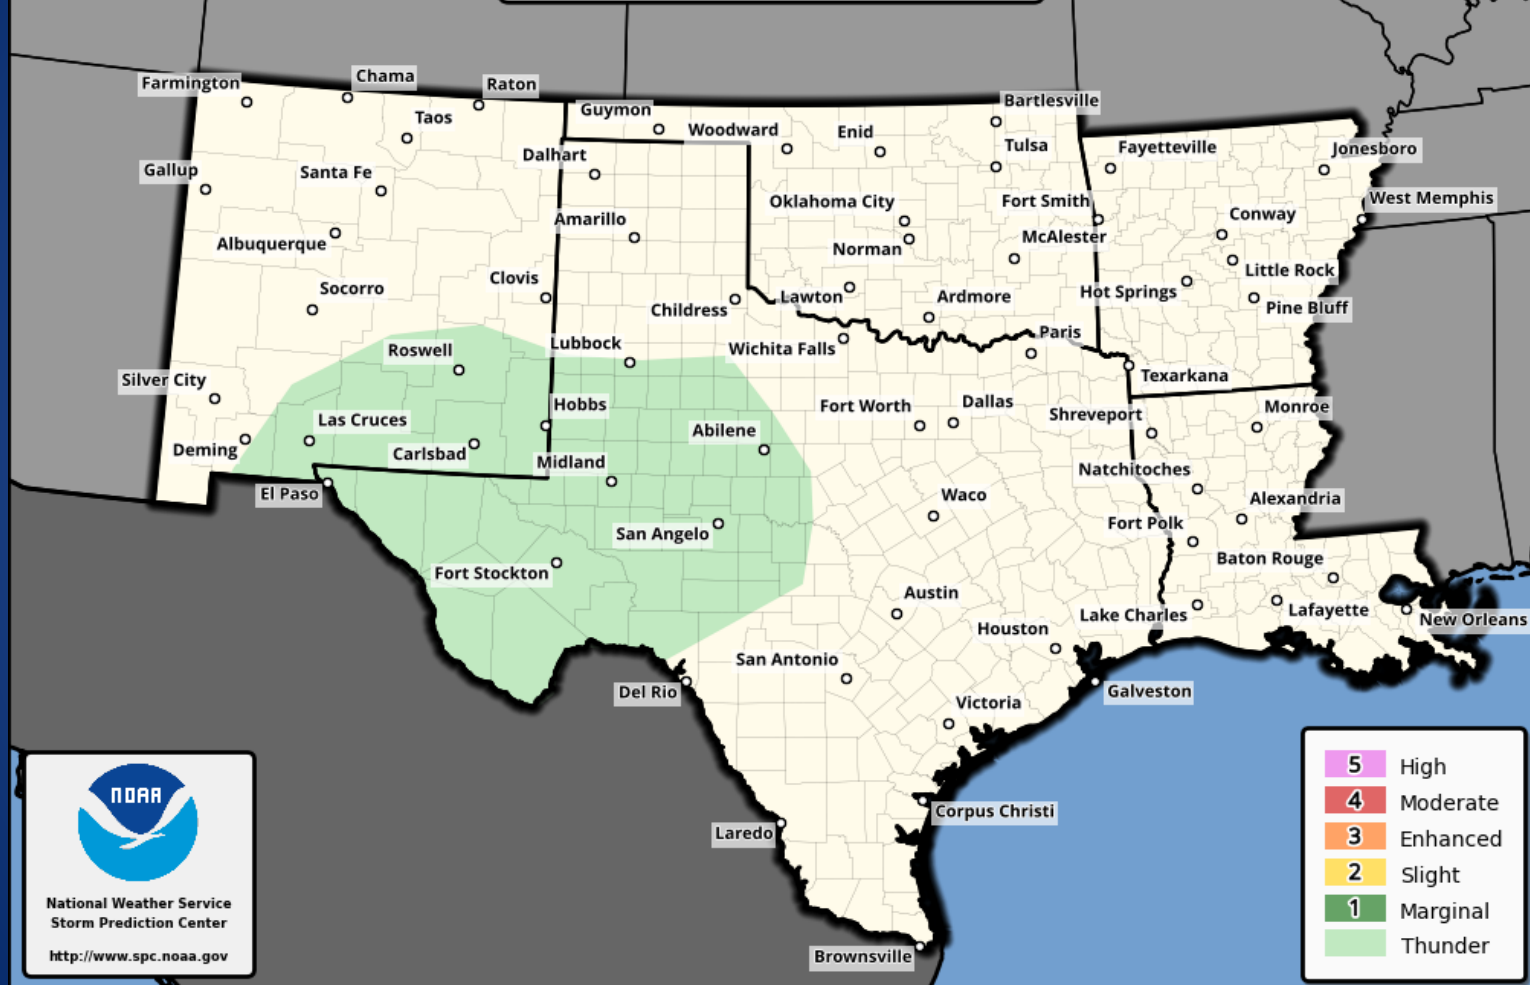 Farmington
Chama
Raton
Taos
Guymon
Woodward
Enid
Bartlesville
Tulsa
Fayetteville
Jonesboro
Dalhart
Gallup
Santa Fe
Oklahoma City
Fort Smith
West Memphis
Amarillo
Conway
Albuquerque
Norman
McAlester
Little Rock
Socorro
Clovis
Childress
Lawton
Ardmore
Hot Springs
Pine Bluff
Roswell
Lubbock
Wichita Falls
Paris
Texarkana
Silver City
Las Cruces
Hobbs
Fort Worth
Dallas
Shreveport
Monroe
Abilene
Deming
Carlsbad
Midland
Natchitoches
El Paso
Waco
Alexandria
San Angelo
Fort Polk
Fort Stockton
Baton Rouge
Austin
Lake Charles
Lafayette
New Orleans
Houston
San Antonio
Del Rio
Galveston
Victoria
Corpus Christi
Laredo
Brownsville
NOAA
National Weather Service
Storm Prediction Center
http://www.spc.noaa.gov
5 High
4 Moderate
3 Enhanced
2 Slight
1 Marginal
Thunder